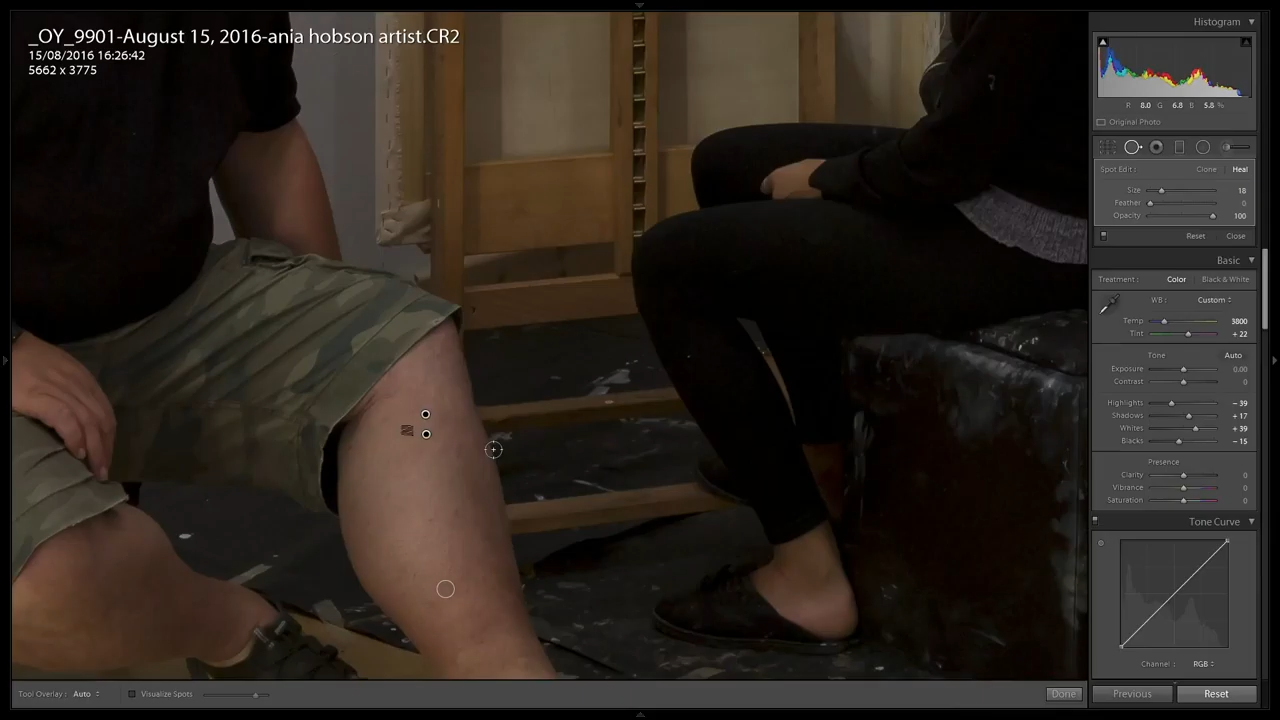 _OY_9901-August 15, 2016-ania hobson artist.CR2
15/08/2016 16:26:42
5662 x 3775
Histogram
R 8.0 G 6.8 B 5.8 %
Original Photo
Spot Edit : Clone Heal
Size 18
Feather 0
Opacity 100
Reset Close
Basic
Treatment : Color Black & White
WB : Custom
Temp 3800
Tint + 22
Tone Auto
Exposure 0.00
Contrast 0
Highlights − 39
Shadows + 17
Whites + 39
Blacks − 15
Presence
Clarity 0
Vibrance 0
Saturation 0
Tone Curve
Channel : RGB
Tool Overlay : Auto Visualize Spots Done
Previous Reset